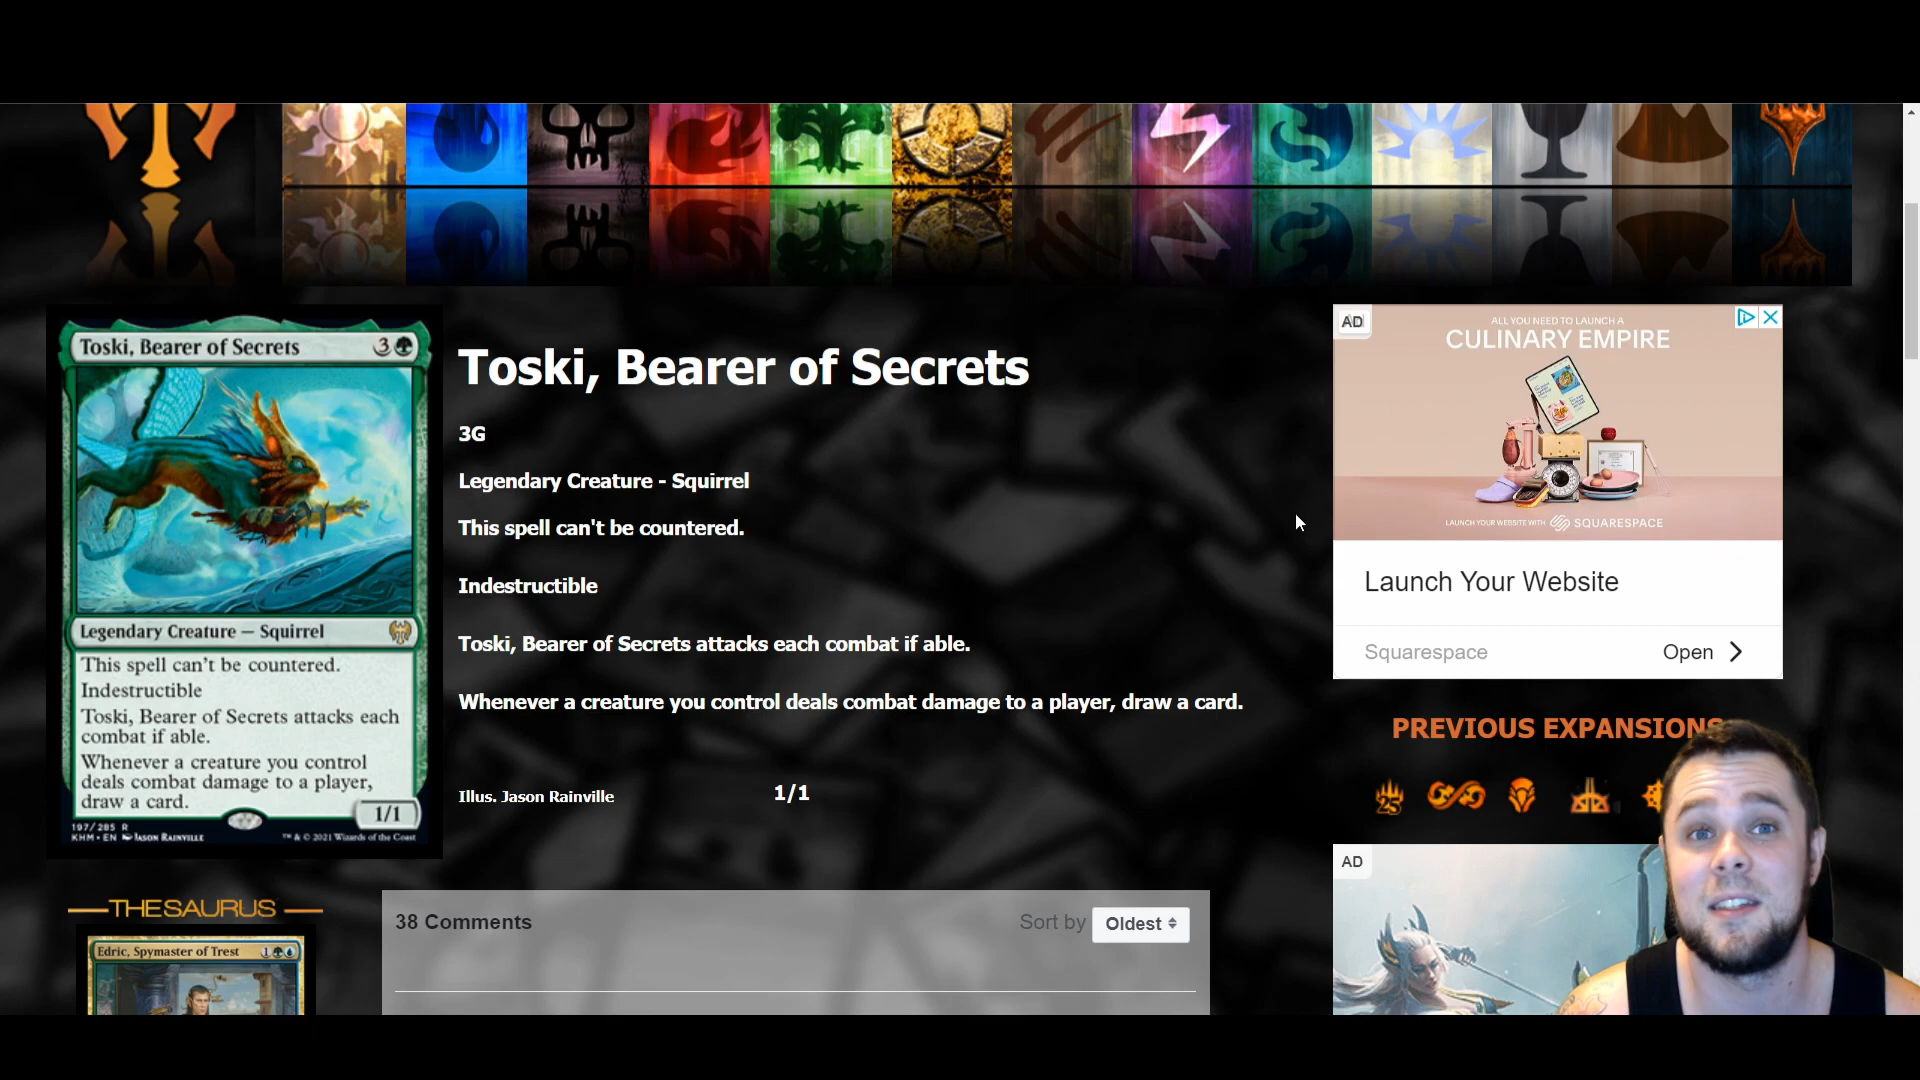 Toski, Bearer of Secrets
3
Legendary Creature — Squirrel
This spell can't be countered.
Indestructible
Toski, Bearer of Secrets attacks each
combat if able.
Whenever a creature you control
deals combat damage to a player,
draw a card.
1/1
197/285 R
KHM • EN JASON RAINVILLE
™ & © 2021 Wizards of the Coast
Toski, Bearer of Secrets
3G
Legendary Creature - Squirrel
This spell can't be countered.
Indestructible
Toski, Bearer of Secrets attacks each combat if able.
Whenever a creature you control deals combat damage to a player, draw a card.
Illus. Jason Rainville
1/1
AD
ALL YOU NEED TO LAUNCH A
CULINARY EMPIRE
LAUNCH YOUR WEBSITE WITH SQUARESPACE
Launch Your Website
Squarespace
Open
PREVIOUS EXPANSIONS
25
AD
THESAURUS
Edric, Spymaster of Trest
1
38 Comments
Sort by
Oldest